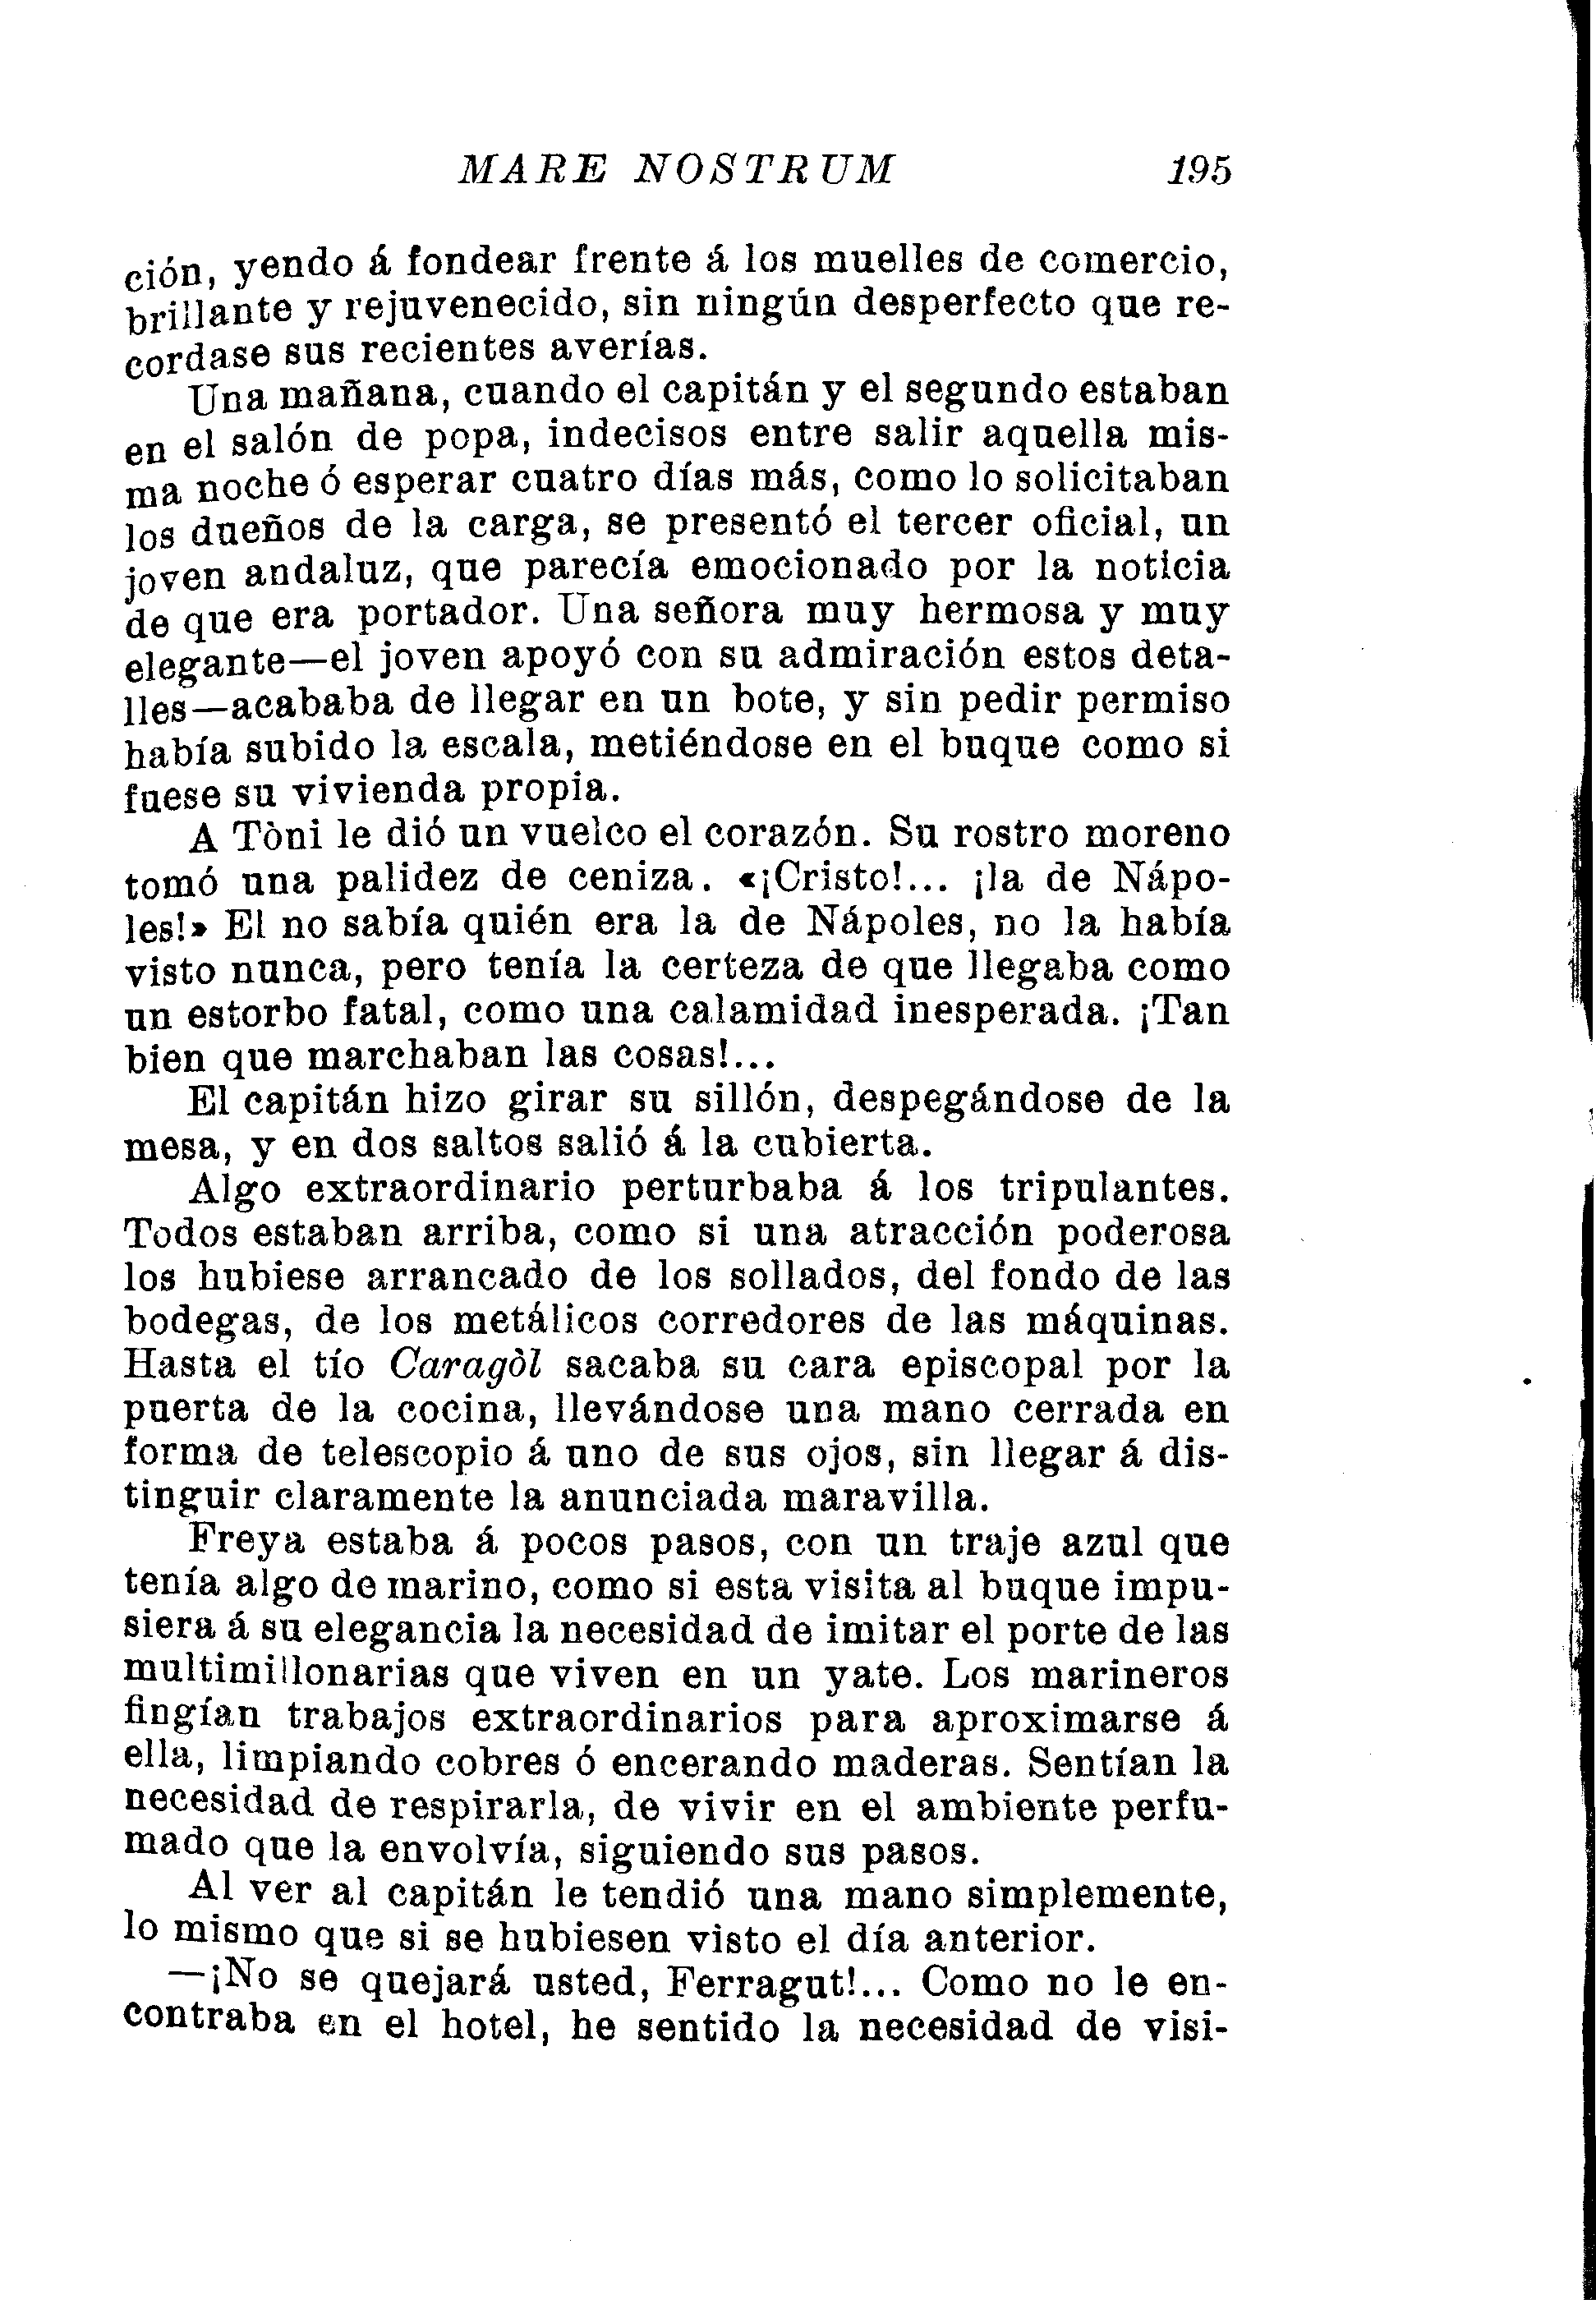 MARE NOSTRUM 195
ción, yendo á fondear frente á los muelles de comercio,
brillante y rejuvenecido, sin ningún desperfecto que re-
cordase sus recientes averías.
Una mañana, cuando el capitán y el segundo estaban
en el salón de popa, indecisos entre salir aquella mis-
ma noche ó esperar cuatro días más, como lo solicitaban
los dueños de la carga, se presentó el tercer oficial, un
joven andaluz, que parecía emocionado por la noticia
de que era portador. Una señora muy hermosa y muy
elegante—el joven apoyó con su admiración estos deta-
lles—acababa de llegar en un bote, y sin pedir permiso
había subido la escala, metiéndose en el buque como si
fuese su vivienda propia.
A Tòni le dió un vuelco el corazón. Su rostro moreno
tomó una palidez de ceniza. «¡Cristo!... ¡la de Nápo-
les!» El no sabía quién era la de Nápoles, no la había
visto nunca, pero tenía la certeza de que llegaba como
un estorbo fatal, como una calamidad inesperada. ¡Tan
bien que marchaban las cosas!...
El capitán hizo girar su sillón, despegándose de la
mesa, y en dos saltos salió á la cubierta.
Algo extraordinario perturbaba á los tripulantes.
Todos estaban arriba, como si una atracción poderosa
los hubiese arrancado de los sollados, del fondo de las
bodegas, de los metálicos corredores de las máquinas.
Hasta el tío Caragòl sacaba su cara episcopal por la
puerta de la cocina, llevándose una mano cerrada en
forma de telescopio á uno de sus ojos, sin llegar á dis-
tinguir claramente la anunciada maravilla.
Freya estaba á pocos pasos, con un traje azul que
tenía algo de marino, como si esta visita al buque impu-
siera á su elegancia la necesidad de imitar el porte de las
multimillonarias que viven en un yate. Los marineros
fingían trabajos extraordinarios para aproximarse á
ella, limpiando cobres ó encerando maderas. Sentían la
necesidad de respirarla, de vivir en el ambiente perfu-
mado que la envolvía, siguiendo sus pasos.
Al ver al capitán le tendió una mano simplemente,
lo mismo que si se hubiesen visto el día anterior.
—¡No se quejará usted, Ferragut!... Como no le en-
contraba en el hotel, he sentido la necesidad de visi-